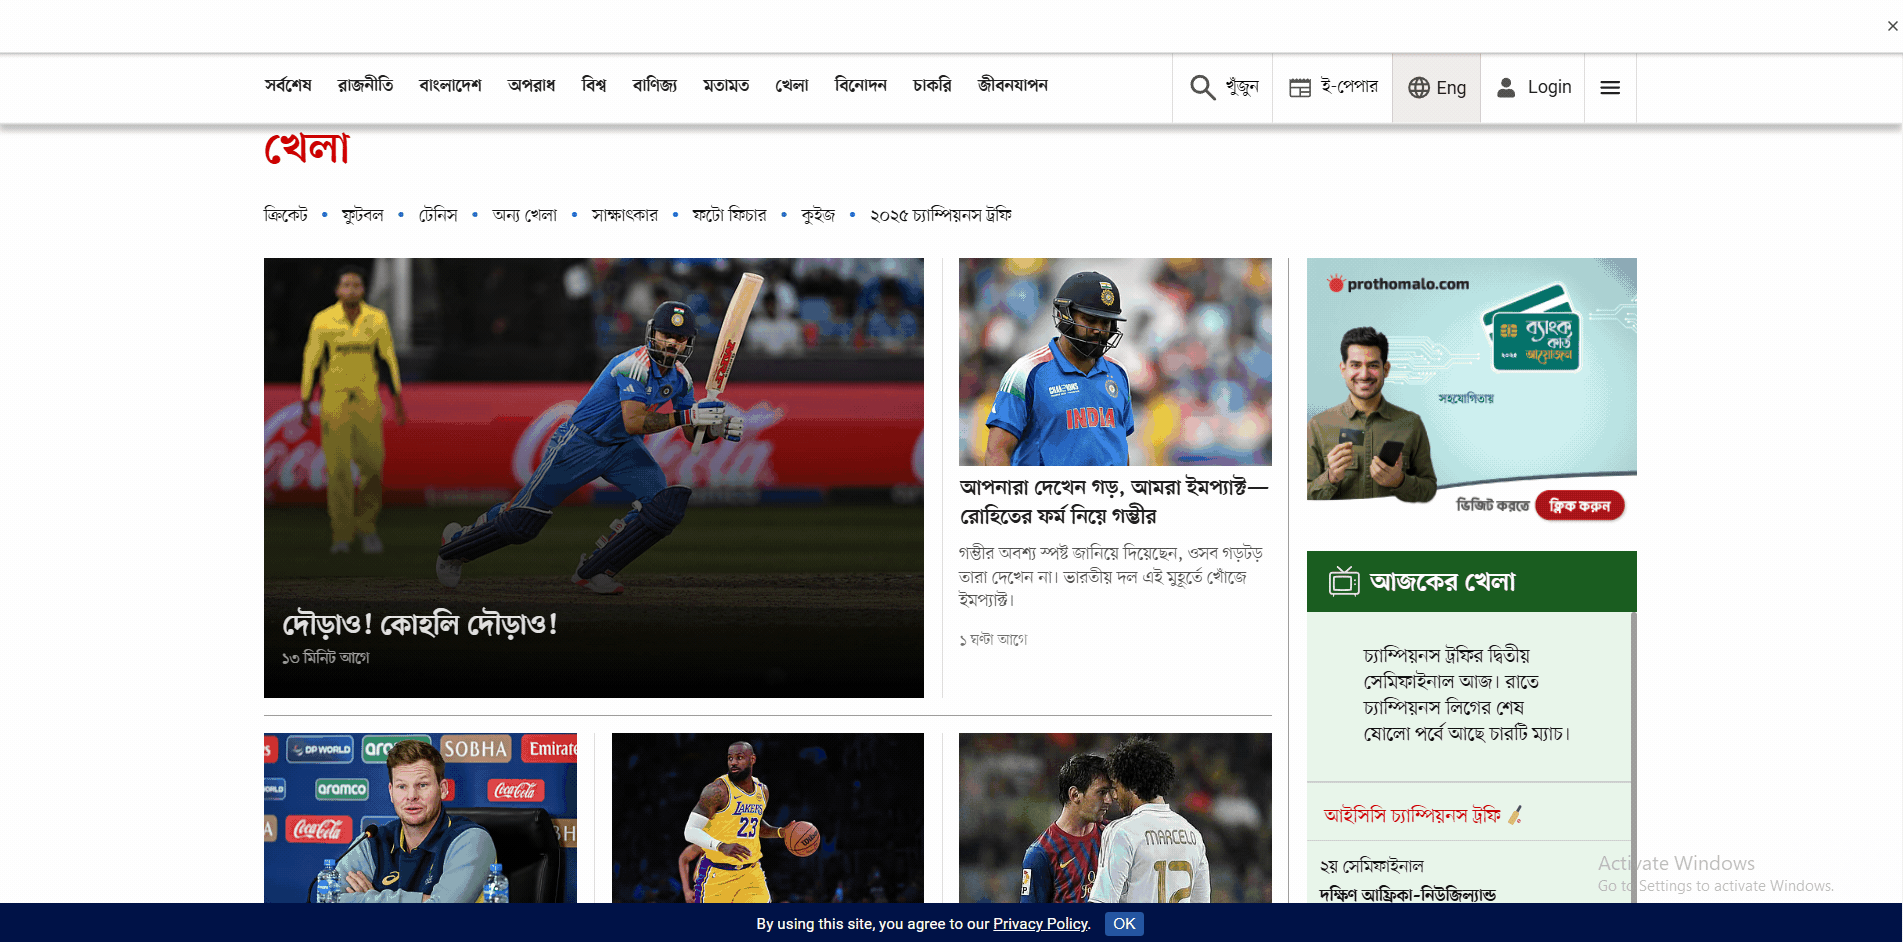 ×
সর্বশেষ রাজনীতি বাংলাদেশ অপরাধ বিশ্ব বাণিজ্য মতামত খেলা বিনোদন চাকরি জীবনযাপন খুঁজুন ই-পেপার Eng Login
খেলা
ক্রিকেট • ফুটবল • টেনিস • অন্য খেলা • সাক্ষাৎকার • ফটো ফিচার • কুইজ • ২০২৫ চ্যাম্পিয়নস ট্রফি
Coca-Cola
দৌড়াও! কোহলি দৌড়াও!
১৩ মিনিট আগে
INDIA
আপনারা দেখেন গড়, আমরা ইমপ্যাক্ট—
রোহিতের ফর্ম নিয়ে গম্ভীর
গম্ভীর অবশ্য স্পষ্ট জানিয়ে দিয়েছেন, ওসব গড়টড়
তারা দেখেন না। ভারতীয় দল এই মুহূর্তে খোঁজে
ইমপ্যাক্ট।
১ ঘণ্টা আগে
prothomalo.com
ব্যাংক
কার্ড
২০২৫ আয়োজন
সহযোগিতায়
ভিজিট করতে ক্লিক করুন
আজকের খেলা
চ্যাম্পিয়নস ট্রফির দ্বিতীয়
সেমিফাইনাল আজ। রাতে
চ্যাম্পিয়নস লিগের শেষ
ষোলো পর্বে আছে চারটি ম্যাচ।
আইসিসি চ্যাম্পিয়নস ট্রফি
২য় সেমিফাইনাল
দক্ষিণ আফ্রিকা-নিউজিল্যান্ড
DP WORLD aramco SOBHA Emirates
aramco Coca-Cola
Coca-Cola
LAKERS
23
MARCELO
12
Activate Windows
Go to Settings to activate Windows.
By using this site, you agree to our Privacy Policy. OK